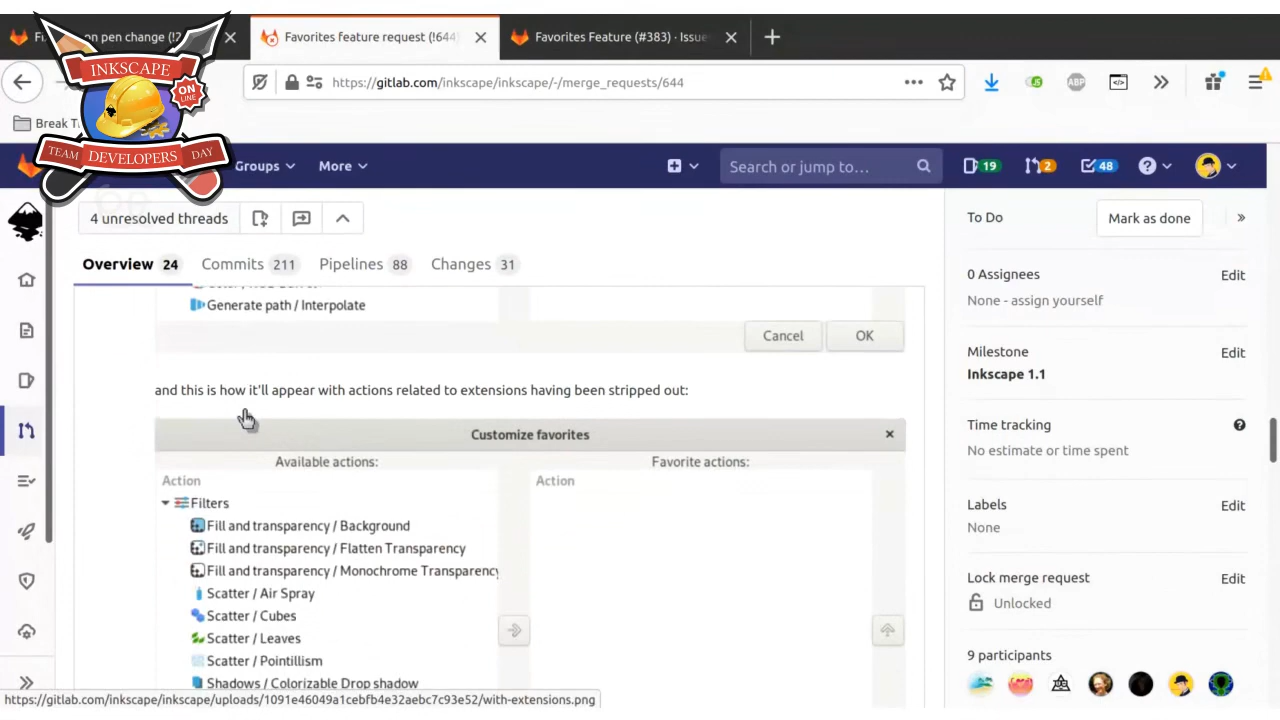 on pen change (!2
Favorites feature request (!644
Favorites Feature (#383) · Issue
INKSCAPE
ON LINE
TEAM DEVELOPERS DAY
https://gitlab.com/inkscape/inkscape/-/merge_requests/644
ABP
Break
Groups More
Search or jump to...
19 2 48
4 unresolved threads
To Do
Mark as done
Overview 24 Commits 211 Pipelines 88 Changes 31
0 Assignees Edit
None - assign yourself
Generate path / Interpolate
Cancel OK
Milestone Edit
Inkscape 1.1
and this is how it'll appear with actions related to extensions having been stripped out:
Time tracking
No estimate or time spent
Customize favorites
Available actions: Favorite actions:
Action Action
Filters
Fill and transparency / Background
Fill and transparency / Flatten Transparency
Fill and transparency / Monochrome Transparency
Scatter / Air Spray
Scatter / Cubes
Scatter / Leaves
Scatter / Pointillism
Shadows / Colorizable Drop shadow
Labels Edit
None
Lock merge request Edit
Unlocked
9 participants
https://gitlab.com/inkscape/inkscape/uploads/1091e46049a1cebfb4e32aebc7c93e52/with-extensions.png